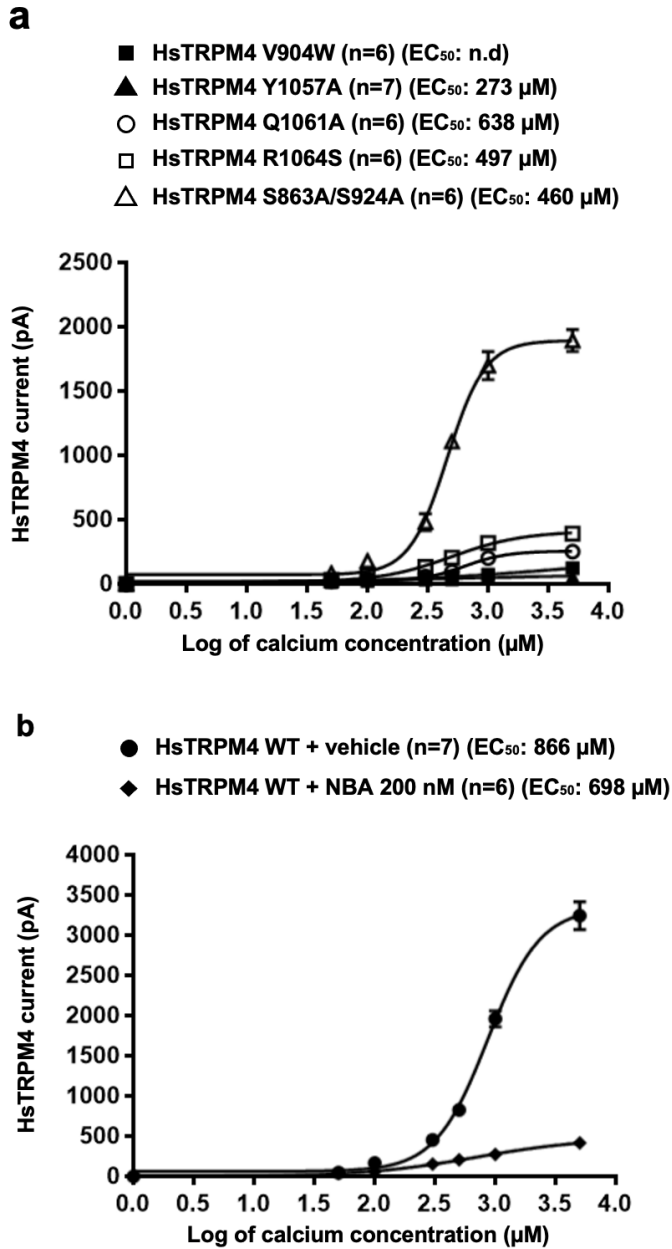 a
HsTRPM4 V904W (n=6) (EC50: n.d)
HsTRPM4 Y1057A (n=7) (EC50: 273 µM)
HsTRPM4 Q1061A (n=6) (EC50: 638 µM)
HsTRPM4 R1064S (n=6) (EC50: 497 µM)
HsTRPM4 S863A/S924A (n=6) (EC50: 460 µM)
HsTRPM4 current (pA)
2500
2000
1500
1000
500
0
0.0 0.5 1.0 1.5 2.0 2.5 3.0 3.5 4.0
Log of calcium concentration (µM)
b
HsTRPM4 WT + vehicle (n=7) (EC50: 866 µM)
HsTRPM4 WT + NBA 200 nM (n=6) (EC50: 698 µM)
HsTRPM4 current (pA)
4000
3500
3000
2500
2000
1500
1000
500
0
0.0 0.5 1.0 1.5 2.0 2.5 3.0 3.5 4.0
Log of calcium concentration (µM)